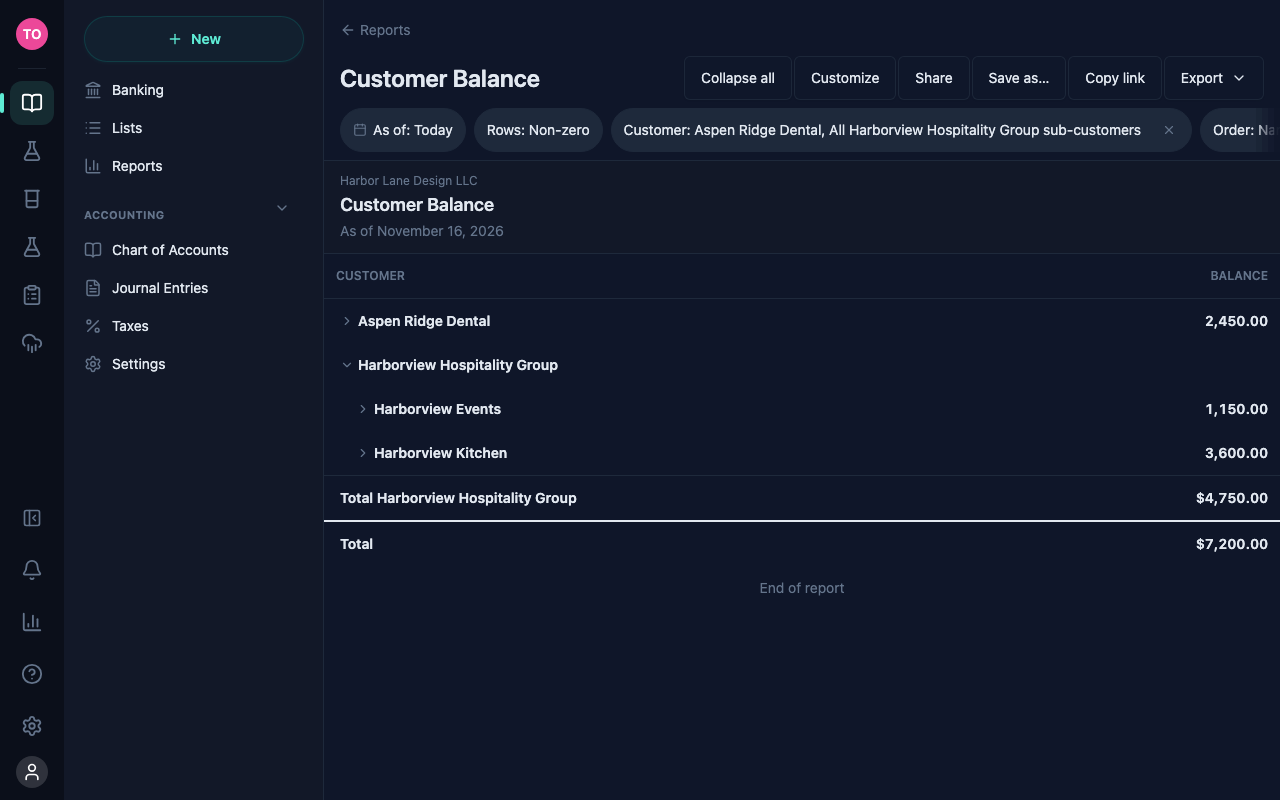 TO
New
Banking
Lists
Reports
ACCOUNTING
Chart of Accounts
Journal Entries
Taxes
Settings
Reports
Customer Balance
Collapse all
Customize
Share
Save as...
Copy link
Export
As of: Today
Rows: Non-zero
Customer: Aspen Ridge Dental, All Harborview Hospitality Group sub-customers
Order:
Harbor Lane Design LLC
Customer Balance
As of November 16, 2026
CUSTOMER BALANCE
Aspen Ridge Dental 2,450.00
Harborview Hospitality Group
Harborview Events 1,150.00
Harborview Kitchen 3,600.00
Total Harborview Hospitality Group $4,750.00
Total $7,200.00
End of report